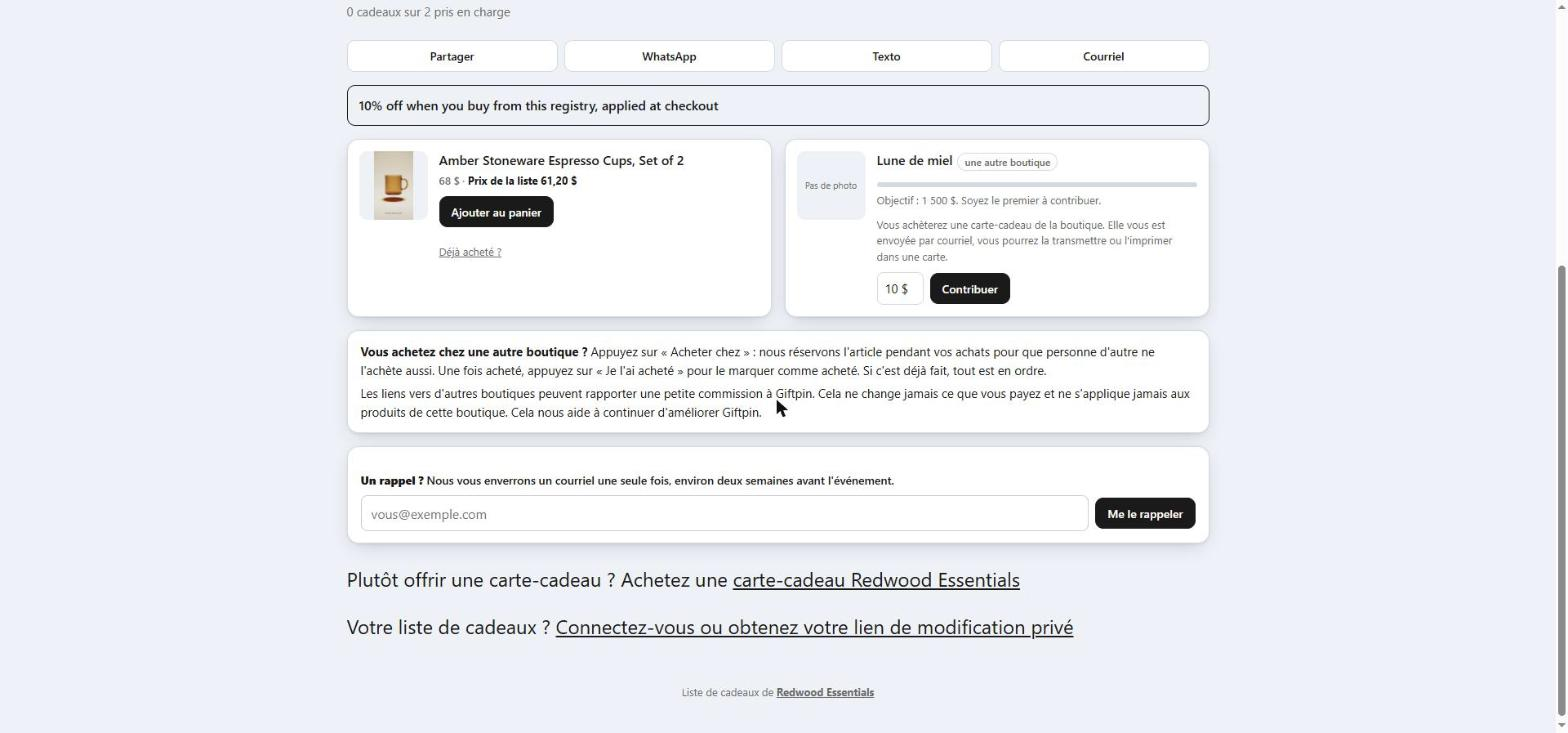 0 cadeaux sur 2 pris en charge
Partager
WhatsApp
Texto
Courriel
10% off when you buy from this registry, applied at checkout
Amber Stoneware Espresso Cups, Set of 2
68 $ · Prix de la liste 61,20 $
Ajouter au panier
Déjà acheté ?
Pas de photo
Lune de miel une autre boutique
Objectif : 1 500 $. Soyez le premier à contribuer.
Vous achèterez une carte-cadeau de la boutique. Elle vous est
envoyée par courriel, vous pourrez la transmettre ou l'imprimer
dans une carte.
10 $
Contribuer
Vous achetez chez une autre boutique ? Appuyez sur « Acheter chez » : nous réservons l'article pendant vos achats pour que personne d'autre ne
l'achète aussi. Une fois acheté, appuyez sur « Je l'ai acheté » pour le marquer comme acheté. Si c'est déjà fait, tout est en ordre.
Les liens vers d'autres boutiques peuvent rapporter une petite commission à Giftpin. Cela ne change jamais ce que vous payez et ne s'applique jamais aux
produits de cette boutique. Cela nous aide à continuer d'améliorer Giftpin.
Un rappel ? Nous vous enverrons un courriel une seule fois, environ deux semaines avant l'événement.
vous@exemple.com
Me le rappeler
Plutôt offrir une carte-cadeau ? Achetez une carte-cadeau Redwood Essentials
Votre liste de cadeaux ? Connectez-vous ou obtenez votre lien de modification privé
Liste de cadeaux de Redwood Essentials